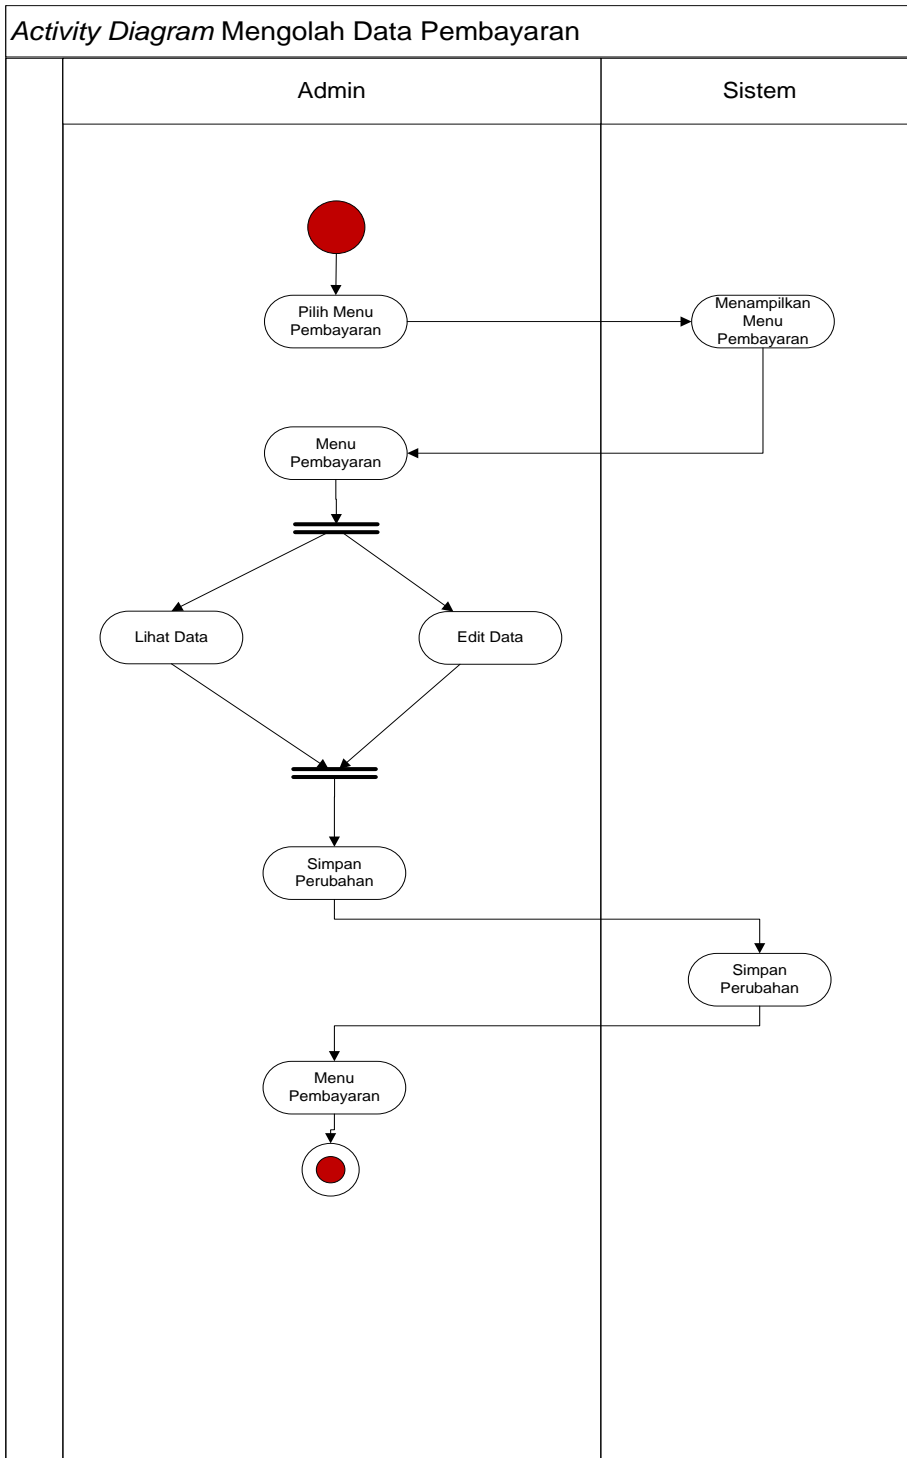 Activity Diagram Mengolah Data Pembayaran
Admin
Sistem
Pilih Menu
Pembayaran
Menampilkan
Menu
Pembayaran
Menu
Pembayaran
Lihat Data
Edit Data
Simpan
Perubahan
Simpan
Perubahan
Menu
Pembayaran